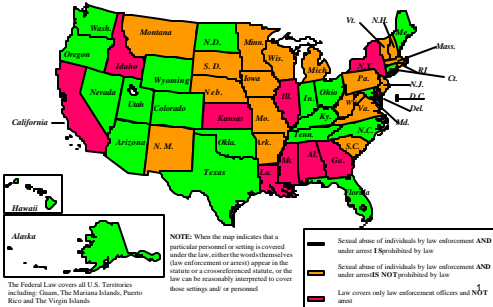 Wash.
Montana
N.D.
Minn.
Vt.
N.H.
Me.
Mass.
Oregon
Idaho
Wyoming
S. D.
Wis.
Mich.
N.Y.
RI
Ct.
Nevada
Utah
Colorado
Neb.
Iowa
Ill.
In.
Ohio
Pa.
N.J.
D.C
Del.
Md.
California
Kansas
Mo.
Ky.
W
Va.
Arizona
N. M.
Okla.
Ark.
Tenn.
N.C.
S.C.
Texas
La.
Ms.
Al.
Ga.
Florida
Hawaii
Alaska
The Federal Law covers all U.S. Territories
including: Guam, The Mariana Islands, Puerto
Rico and The Virgin Islands
NOTE: When the map indicates that a
particular personnel or setting is covered
under the law, either the words themselves
(law enforcement or arrest) appear in the
statute or a crossreferenced statute, or the
law can be reasonably interpreted to cover
those settings and/ or personnel
Sexual abuse of individuals by law enforcement AND
under arrest I Sprohibited by law
Sexual abuse of individuals by law enforcement AND
under arrest IS NOT prohibited by law
Law covers only law enforcement officers and NOT
arrest
1